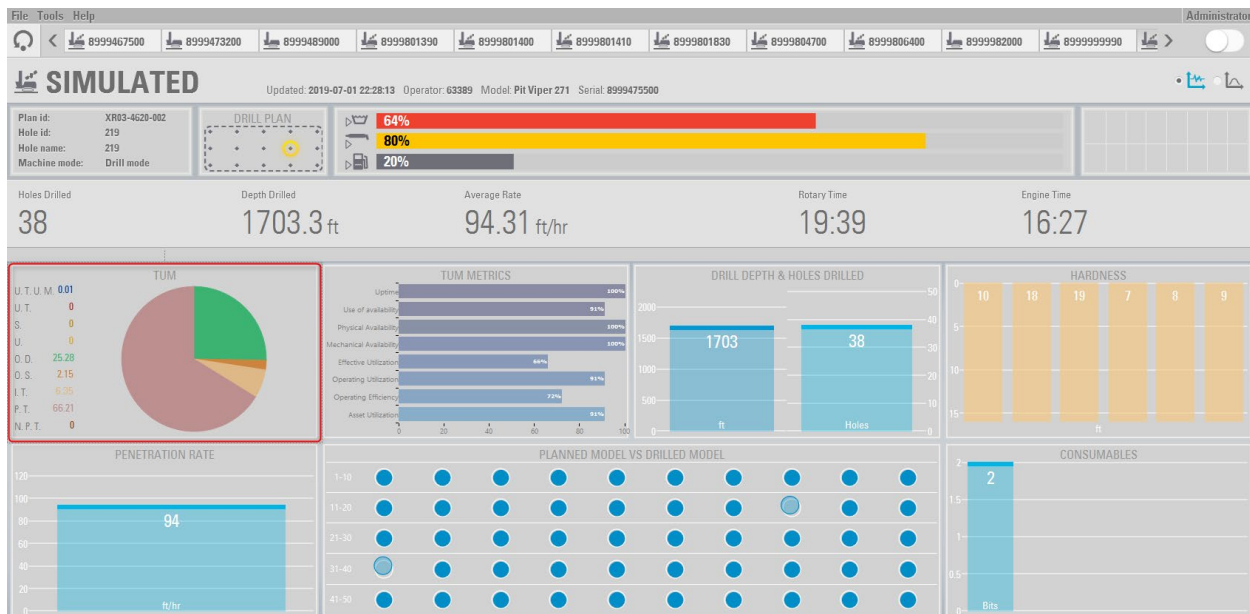 File Tools Help Administrator
8999467500 8999473200 8999489000 8999801390 8999801400 8999801410 8999801830 8999804700 8999806400 8999982000 8999999990
SIMULATED Updated: 2019-07-01 22:28:13 Operator: 63389 Model: Pit Viper 271 Serial: 8999475500
Plan id: XR03-4620-002
Hole id: 219
Hole name: 219
Machine mode: Drill mode
DRILL PLAN
64%
80%
20%
Holes Drilled Depth Drilled Average Rate Rotary Time Engine Time
38 1703.3 ft 94.31 ft/hr 19:39 16:27
TUM
U. T. U. M. 0.01
U. T. 0
S. 0
U. 0
O. D. 25.28
O. S. 2.15
I. T. 6.35
P. T. 66.21
N. P. T. 0
TUM METRICS
Uptime 100%
Use of availability 91%
Physical Availability 100%
Mechanical Availability 100%
Effective Utilization 66%
Operating Utilization 91%
Operating Efficiency 72%
Asset Utilization 91%
0 20 40 60 80 100
DRILL DEPTH & HOLES DRILLED
2000 50
1500 1703 38 40
1000 30
500 20
0 10
ft Holes 0
HARDNESS
0 10 18 19 7 8 9
5
10
15
ft
PENETRATION RATE
120
100
80 94
60
40
20
0 ft/hr
PLANNED MODEL VS DRILLED MODEL
1-10
11-20
21-30
31-40
41-50
CONSUMABLES
2 2
1.5
1
0.5
0 Bits